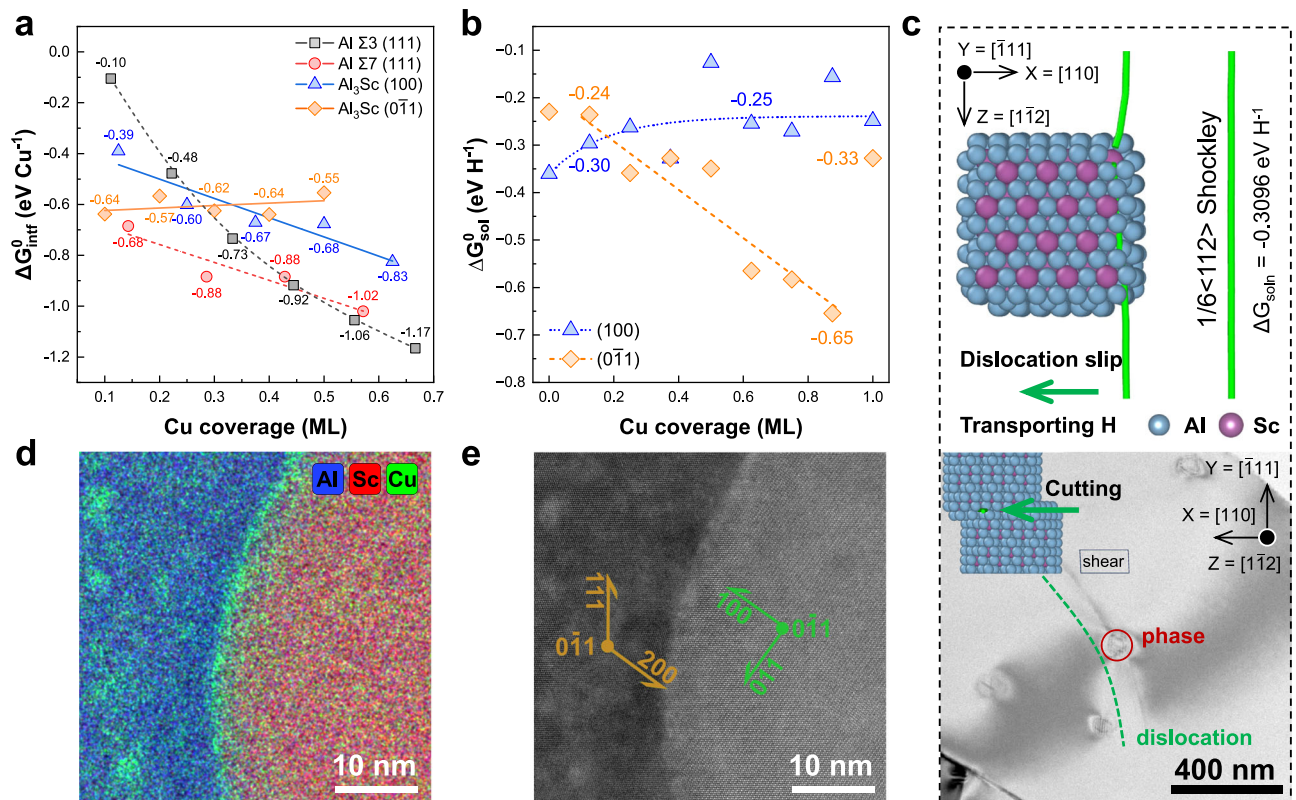 a
ΔG⁰intf (eV Cu⁻¹)
0.0
-0.2
-0.4
-0.6
-0.8
-1.0
-1.2
0.1 0.2 0.3 0.4 0.5 0.6 0.7
Cu coverage (ML)
Al Σ3 (111)
Al Σ7 (111)
Al₃Sc (100)
Al₃Sc (01̄1)
-0.10
-0.39
-0.48
-0.64
-0.57
-0.60
-0.62
-0.64
-0.55
-0.68
-0.73
-0.67
-0.68
-0.88
-0.88
-0.92
-0.83
-1.02
-1.06
-1.17
b
ΔG⁰sol (eV H⁻¹)
-0.1
-0.2
-0.3
-0.4
-0.5
-0.6
-0.7
-0.8
0.0 0.2 0.4 0.6 0.8 1.0
Cu coverage (ML)
-0.24
-0.25
-0.30
-0.33
-0.65
(100)
(01̄1)
c
Y = [1̄11]
X = [110]
Z = [11̄2]
1/6<112> Shockley
ΔGsoln = -0.3096 eV H⁻¹
Dislocation slip
Transporting H
Al Sc
Cutting
Y = [1̄11]
X = [110]
Z = [11̄2]
shear
phase
dislocation
400 nm
d
Al Sc Cu
10 nm
e
111
01̄1
200
100
01̄1
011
10 nm